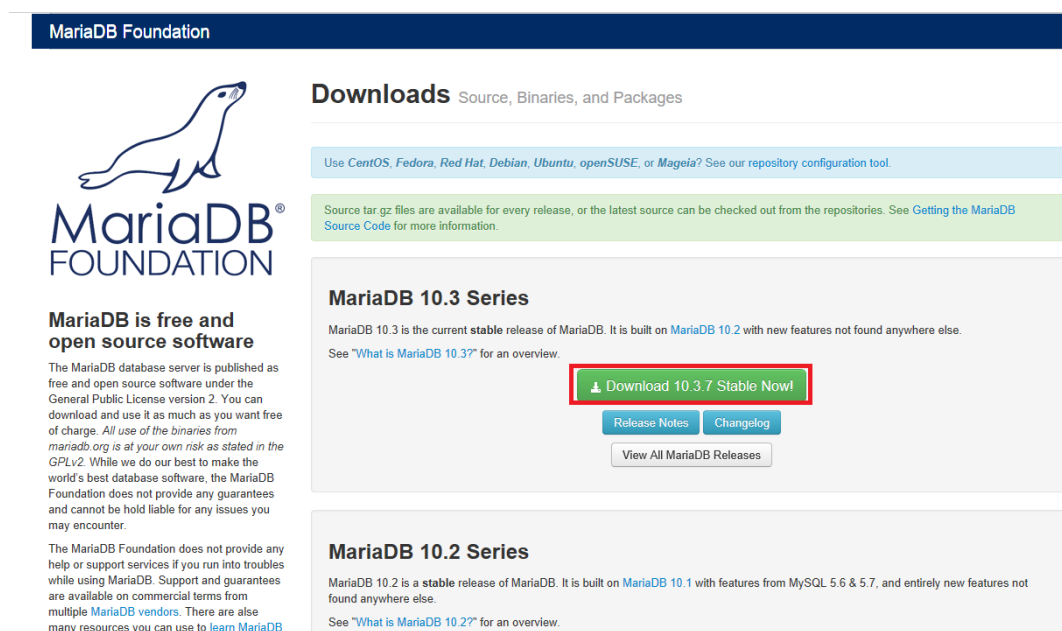 MariaDB Foundation
MariaDB®
FOUNDATION
MariaDB is free and
open source software
The MariaDB database server is published as
free and open source software under the
General Public License version 2. You can
download and use it as much as you want free
of charge. All use of the binaries from
mariadb.org is at your own risk as stated in the
GPLv2. While we do our best to make the
world's best database software, the MariaDB
Foundation does not provide any guarantees
and cannot be hold liable for any issues you
may encounter.
The MariaDB Foundation does not provide any
help or support services if you run into troubles
while using MariaDB. Support and guarantees
are available on commercial terms from
multiple MariaDB vendors. There are alse
many resources you can use to learn MariaDB
Downloads Source, Binaries, and Packages
Use CentOS, Fedora, Red Hat, Debian, Ubuntu, openSUSE, or Mageia? See our repository configuration tool.
Source tar.gz files are available for every release, or the latest source can be checked out from the repositories. See Getting the MariaDB
Source Code for more information.
MariaDB 10.3 Series
MariaDB 10.3 is the current stable release of MariaDB. It is built on MariaDB 10.2 with new features not found anywhere else.
See "What is MariaDB 10.3?" for an overview.
Download 10.3.7 Stable Now!
Release Notes Changelog
View All MariaDB Releases
MariaDB 10.2 Series
MariaDB 10.2 is a stable release of MariaDB. It is built on MariaDB 10.1 with features from MySQL 5.6 & 5.7, and entirely new features not
found anywhere else.
See "What is MariaDB 10.2?" for an overview.